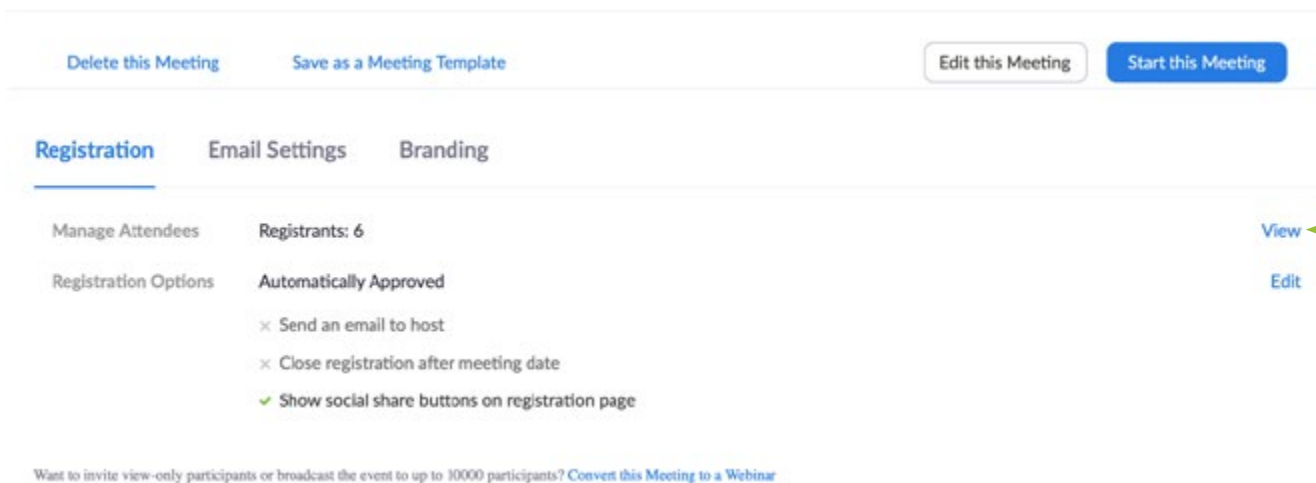 Delete this Meeting Save as a Meeting Template Edit this Meeting Start this Meeting
Registration Email Settings Branding
Manage Attendees Registrants: 6 View
Registration Options Automatically Approved Edit
× Send an email to host
× Close registration after meeting date
✓ Show social share buttons on registration page
Want to invite view-only participants or broadcast the event to up to 10000 participants? Convert this Meeting to a Webinar